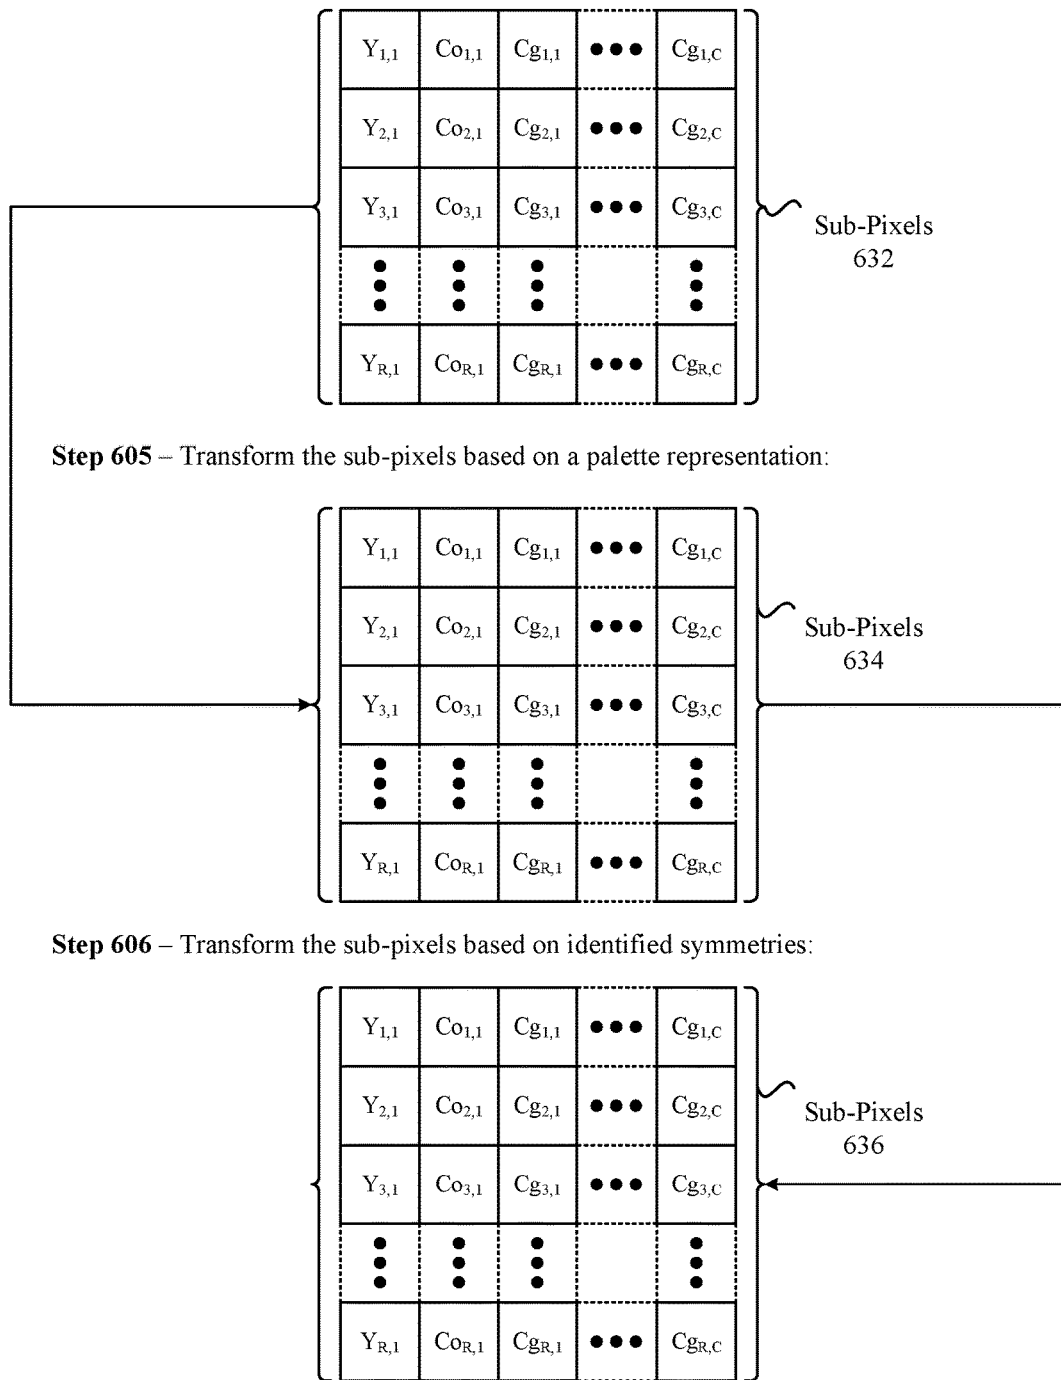 Y1,1 Co1,1 Cg1,1 ●●● Cg1,C
Y2,1 Co2,1 Cg2,1 ●●● Cg2,C
Y3,1 Co3,1 Cg3,1 ●●● Cg3,C
Sub-Pixels
632
YR,1 CoR,1 CgR,1 ●●● CgR,C
Step 605 – Transform the sub-pixels based on a palette representation:
Y1,1 Co1,1 Cg1,1 ●●● Cg1,C
Y2,1 Co2,1 Cg2,1 ●●● Cg2,C
Sub-Pixels
634
Y3,1 Co3,1 Cg3,1 ●●● Cg3,C
YR,1 CoR,1 CgR,1 ●●● CgR,C
Step 606 – Transform the sub-pixels based on identified symmetries:
Y1,1 Co1,1 Cg1,1 ●●● Cg1,C
Y2,1 Co2,1 Cg2,1 ●●● Cg2,C
Sub-Pixels
636
Y3,1 Co3,1 Cg3,1 ●●● Cg3,C
YR,1 CoR,1 CgR,1 ●●● CgR,C